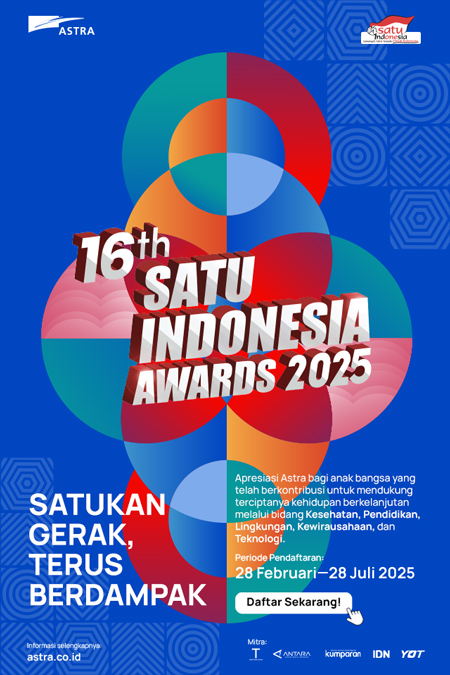 ASTRA
satu
Indonesia
16th
SATU
INDONESIA
AWARDS 2025
SATUKAN
GERAK,
TERUS
BERDAMPAK
Apresiasi Astra bagi anak bangsa yang
telah berkontribusi untuk mendukung
terciptanya kehidupan berkelanjutan
melalui bidang Kesehatan, Pendidikan,
Lingkungan, Kewirausahaan, dan
Teknologi.
Periode Pendaftaran:
28 Februari—28 Juli 2025
Daftar Sekarang!
Informasi selengkapnya:
astra.co.id
Mitra:
T
ANTARA
kumparan
IDN
YOT